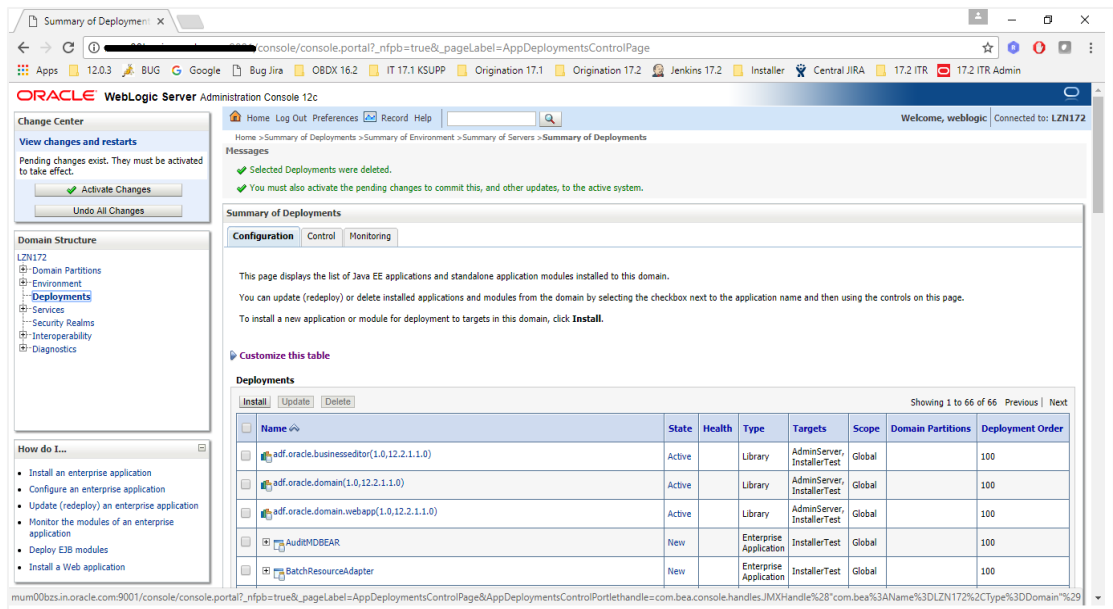 Summary of Deployment
/console/console.portal?_nfpb=true&_pageLabel=AppDeploymentsControlPage
Apps 12.0.3 BUG Google Bug Jira OBDX 16.2 IT 17.1 KSUPP Origination 17.1 Origination 17.2 Jenkins 17.2 Installer Central JIRA 17.2 ITR 17.2 ITR Admin
ORACLE WebLogic Server Administration Console 12c
Change Center
View changes and restarts
Pending changes exist. They must be activated
to take effect.
Activate Changes
Undo All Changes
Domain Structure
LZN172
Domain Partitions
Environment
Deployments
Services
Security Realms
Interoperability
Diagnostics
How do I...
Install an enterprise application
Configure an enterprise application
Update (redeploy) an enterprise application
Monitor the modules of an enterprise
application
Deploy EJB modules
Install a Web application
Home Log Out Preferences Record Help
Welcome, weblogic Connected to: LZN172
Home >Summary of Deployments >Summary of Environment >Summary of Servers >Summary of Deployments
Messages
Selected Deployments were deleted.
You must also activate the pending changes to commit this, and other updates, to the active system.
Summary of Deployments
Configuration Control Monitoring
This page displays the list of Java EE applications and standalone application modules installed to this domain.
You can update (redeploy) or delete installed applications and modules from the domain by selecting the checkbox next to the application name and then using the controls on this page.
To install a new application or module for deployment to targets in this domain, click Install.
Customize this table
Deployments
Install Update Delete Showing 1 to 66 of 66 Previous | Next
Name State Health Type Targets Scope Domain Partitions Deployment Order
adf.oracle.businesseditor(1.0,12.2.1.1.0) Active Library AdminServer, InstallerTest Global 100
adf.oracle.domain(1.0,12.2.1.1.0) Active Library AdminServer, InstallerTest Global 100
adf.oracle.domain.webapp(1.0,12.2.1.1.0) Active Library AdminServer, InstallerTest Global 100
AuditMDBEAR New Enterprise Application InstallerTest Global 100
BatchResourceAdapter New Enterprise Application InstallerTest Global 100
mum00bzs.in.oracle.com:9001/console/console.portal?_nfpb=true&_pageLabel=AppDeploymentsControlPage&AppDeploymentsControlPortlethandle=com.bea.console.handles.JMXHandle%28"com.bea%3AName%3DLZN172%2CType%3DDomain"%29